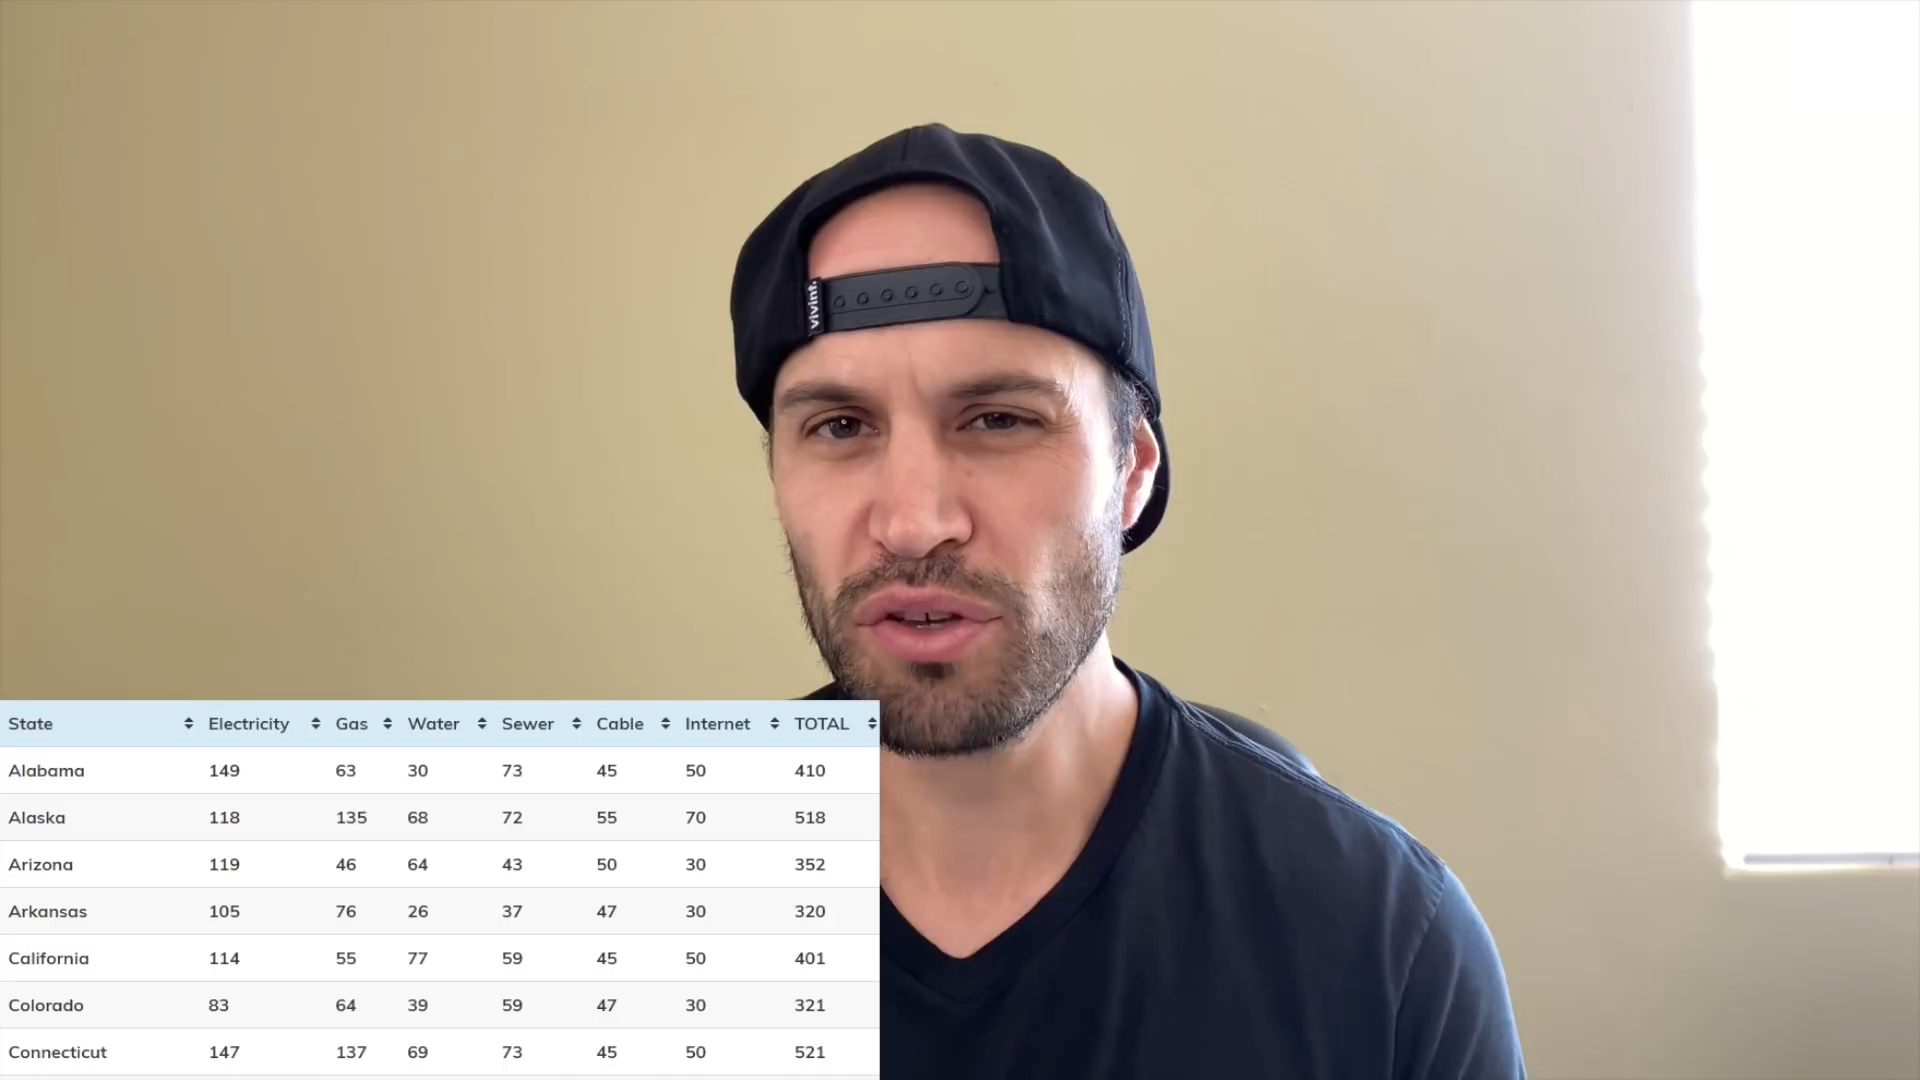 vivint.
State Electricity Gas Water Sewer Cable Internet TOTAL
Alabama 149 63 30 73 45 50 410
Alaska 118 135 68 72 55 70 518
Arizona 119 46 64 43 50 30 352
Arkansas 105 76 26 37 47 30 320
California 114 55 77 59 45 50 401
Colorado 83 64 39 59 47 30 321
Connecticut 147 137 69 73 45 50 521